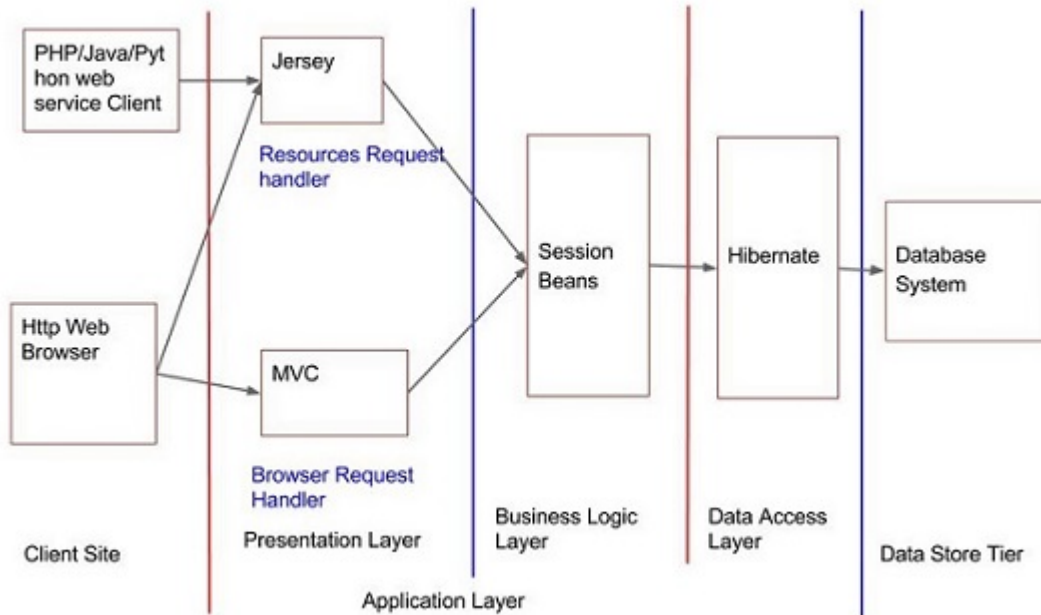 PHP/Java/Pyt
hon web
service Client
Jersey
Resources Request
handler
Http Web
Browser
MVC
Browser Request
Handler
Session
Beans
Hibernate
Database
System
Client Site
Presentation Layer
Business Logic
Layer
Data Access
Layer
Data Store Tier
Application Layer